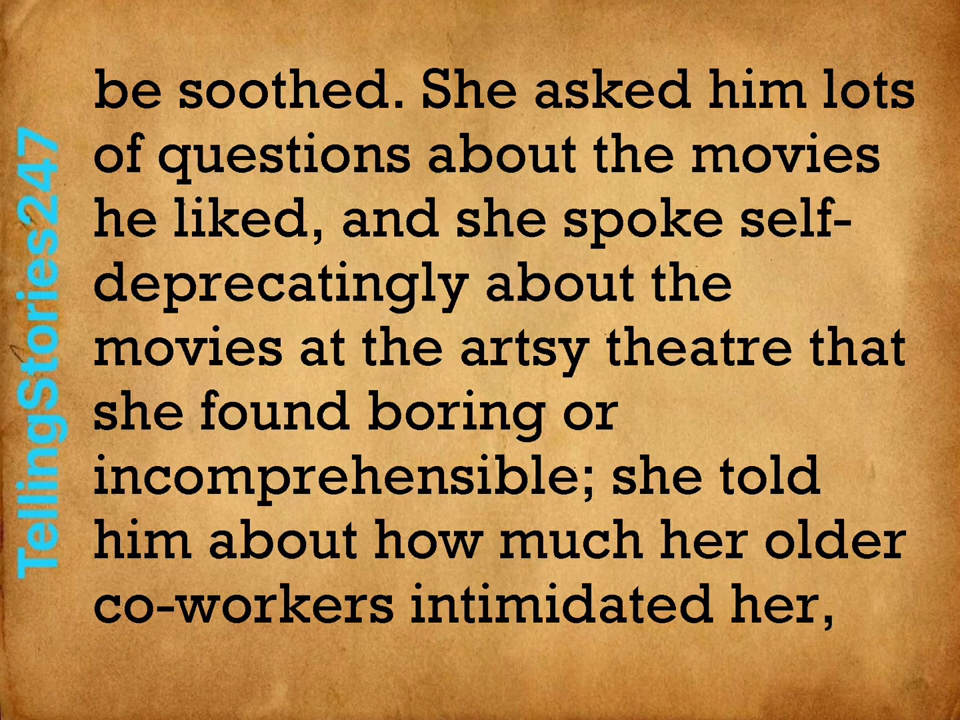 be soothed. She asked him lots
of questions about the movies
he liked, and she spoke self-
deprecatingly about the
movies at the artsy theatre that
she found boring or
incomprehensible; she told
him about how much her older
co-workers intimidated her,
TellingStories247